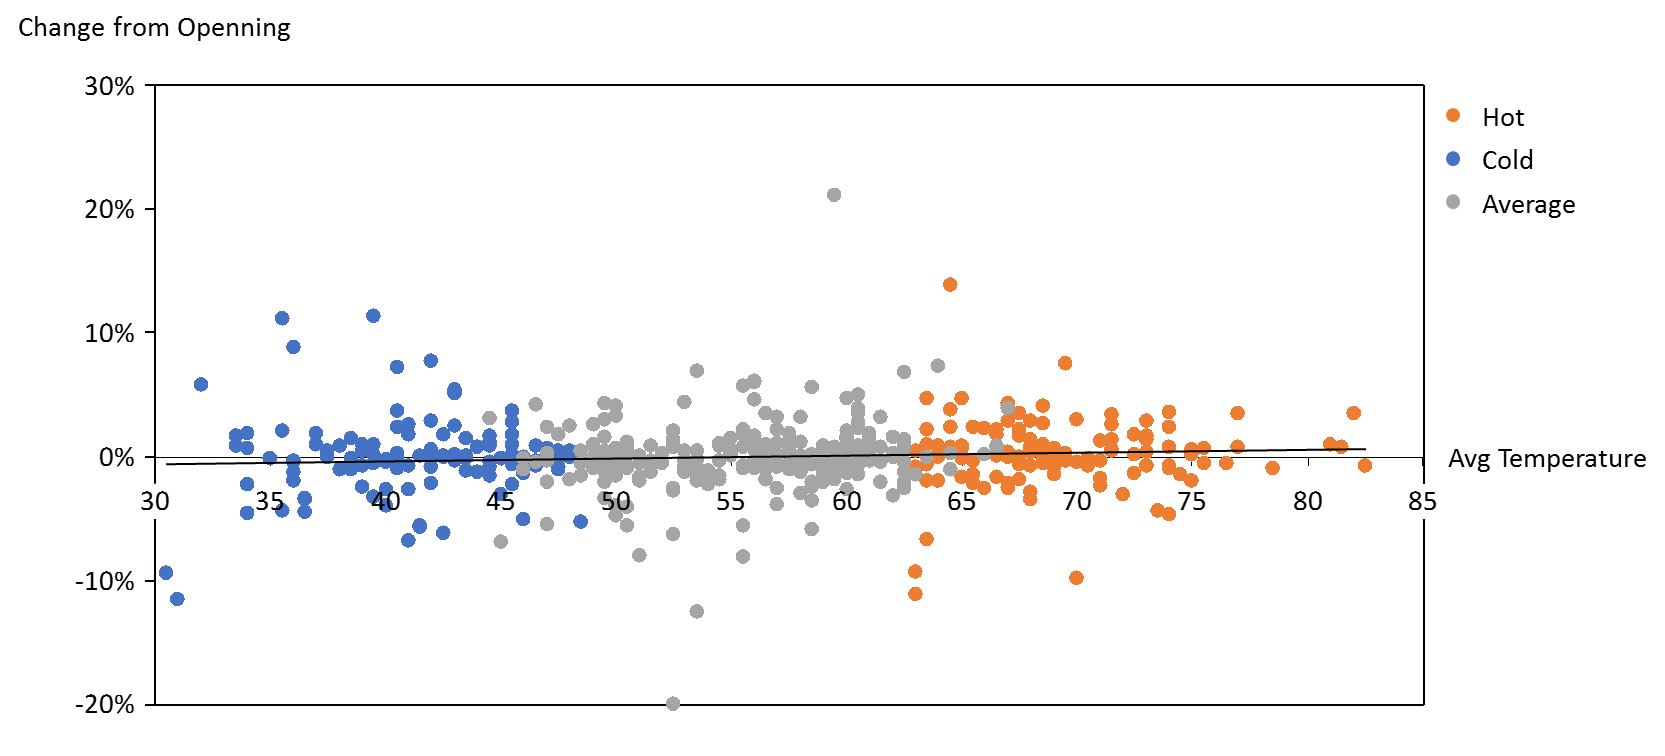 Change from Openning
30%
20%
10%
0%
-10%
-20%
30 35 40 45 50 55 60 65 70 75 80 85
Avg Temperature
Hot
Cold
Average